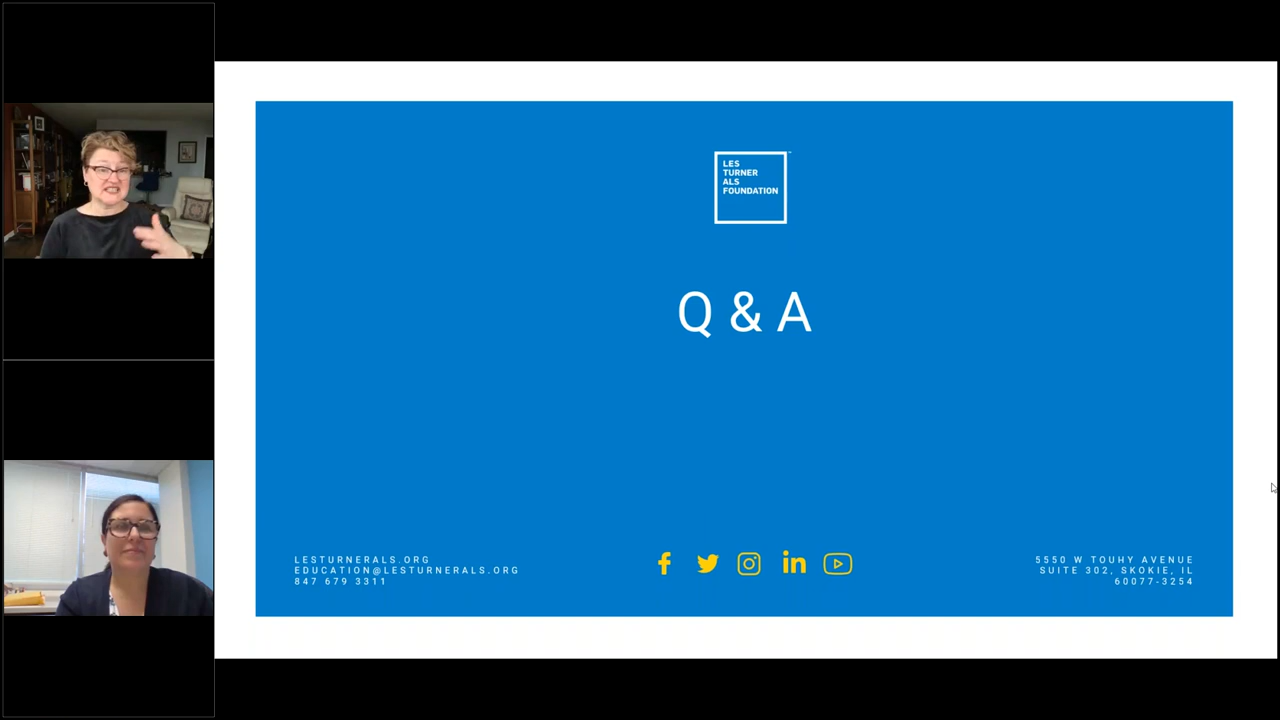 LES
TURNER
ALS
FOUNDATION
Q & A
LESTURNERALS.ORG
EDUCATION@LESTURNERALS.ORG
847 679 3311
5550 W TOUHY AVENUE
SUITE 302, SKOKIE, IL
60077-3254